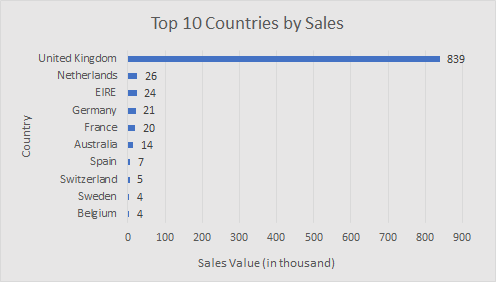 Top 10 Countries by Sales
United Kingdom 839
Netherlands 26
EIRE 24
Germany 21
France 20
Australia 14
Spain 7
Switzerland 5
Sweden 4
Belgium 4
Country
0 100 200 300 400 500 600 700 800 900
Sales Value (in thousand)